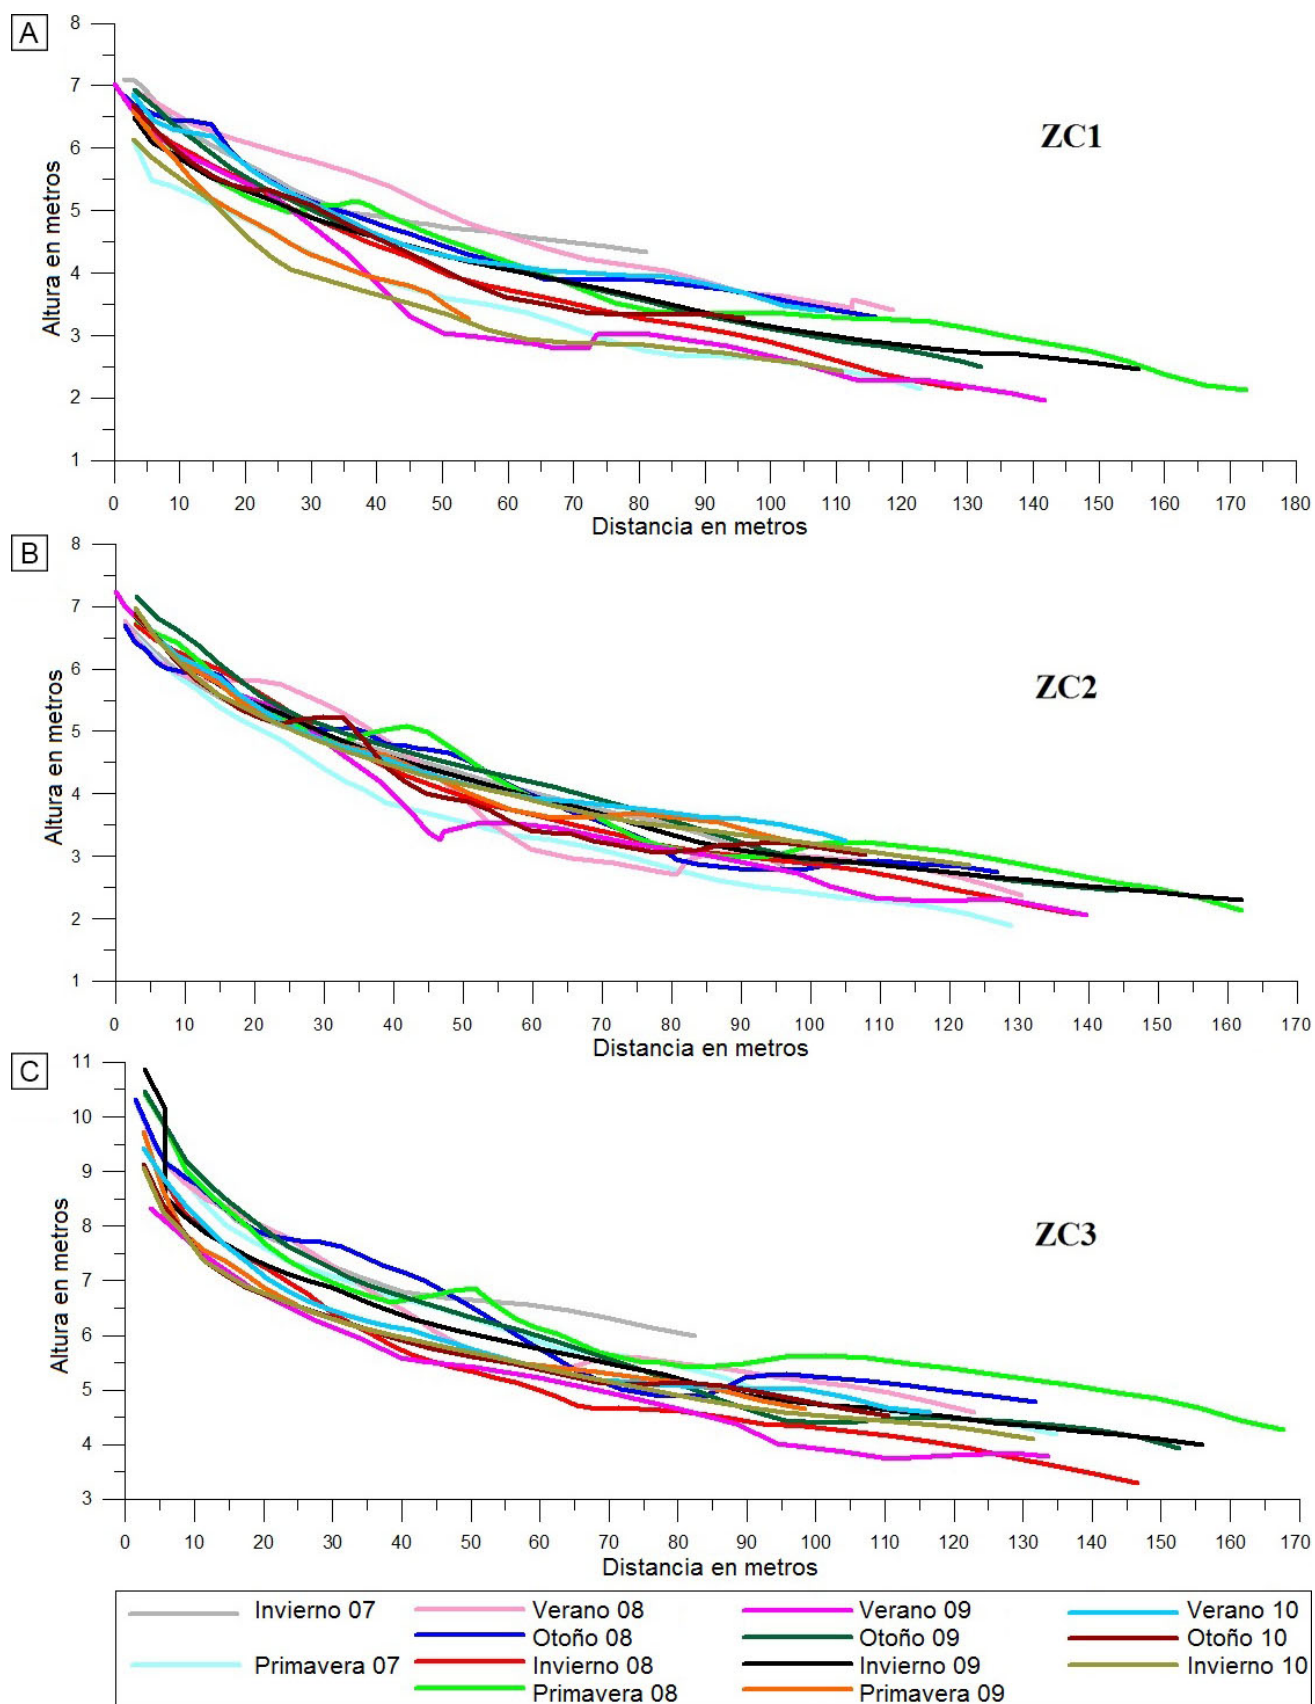 A
8
7
6
5
4
3
2
1
Altura en metros
ZC1
0 10 20 30 40 50 60 70 80 90 100 110 120 130 140 150 160 170 180
Distancia en metros
B
8
7
6
5
4
3
2
1
Altura en metros
ZC2
0 10 20 30 40 50 60 70 80 90 100 110 120 130 140 150 160 170
Distancia en metros
C
11
10
9
8
7
6
5
4
3
Altura en metros
ZC3
0 10 20 30 40 50 60 70 80 90 100 110 120 130 140 150 160 170
Distancia en metros
Invierno 07 Verano 08 Verano 09 Verano 10
Otoño 08 Otoño 09 Otoño 10
Primavera 07 Invierno 08 Invierno 09 Invierno 10
Primavera 08 Primavera 09